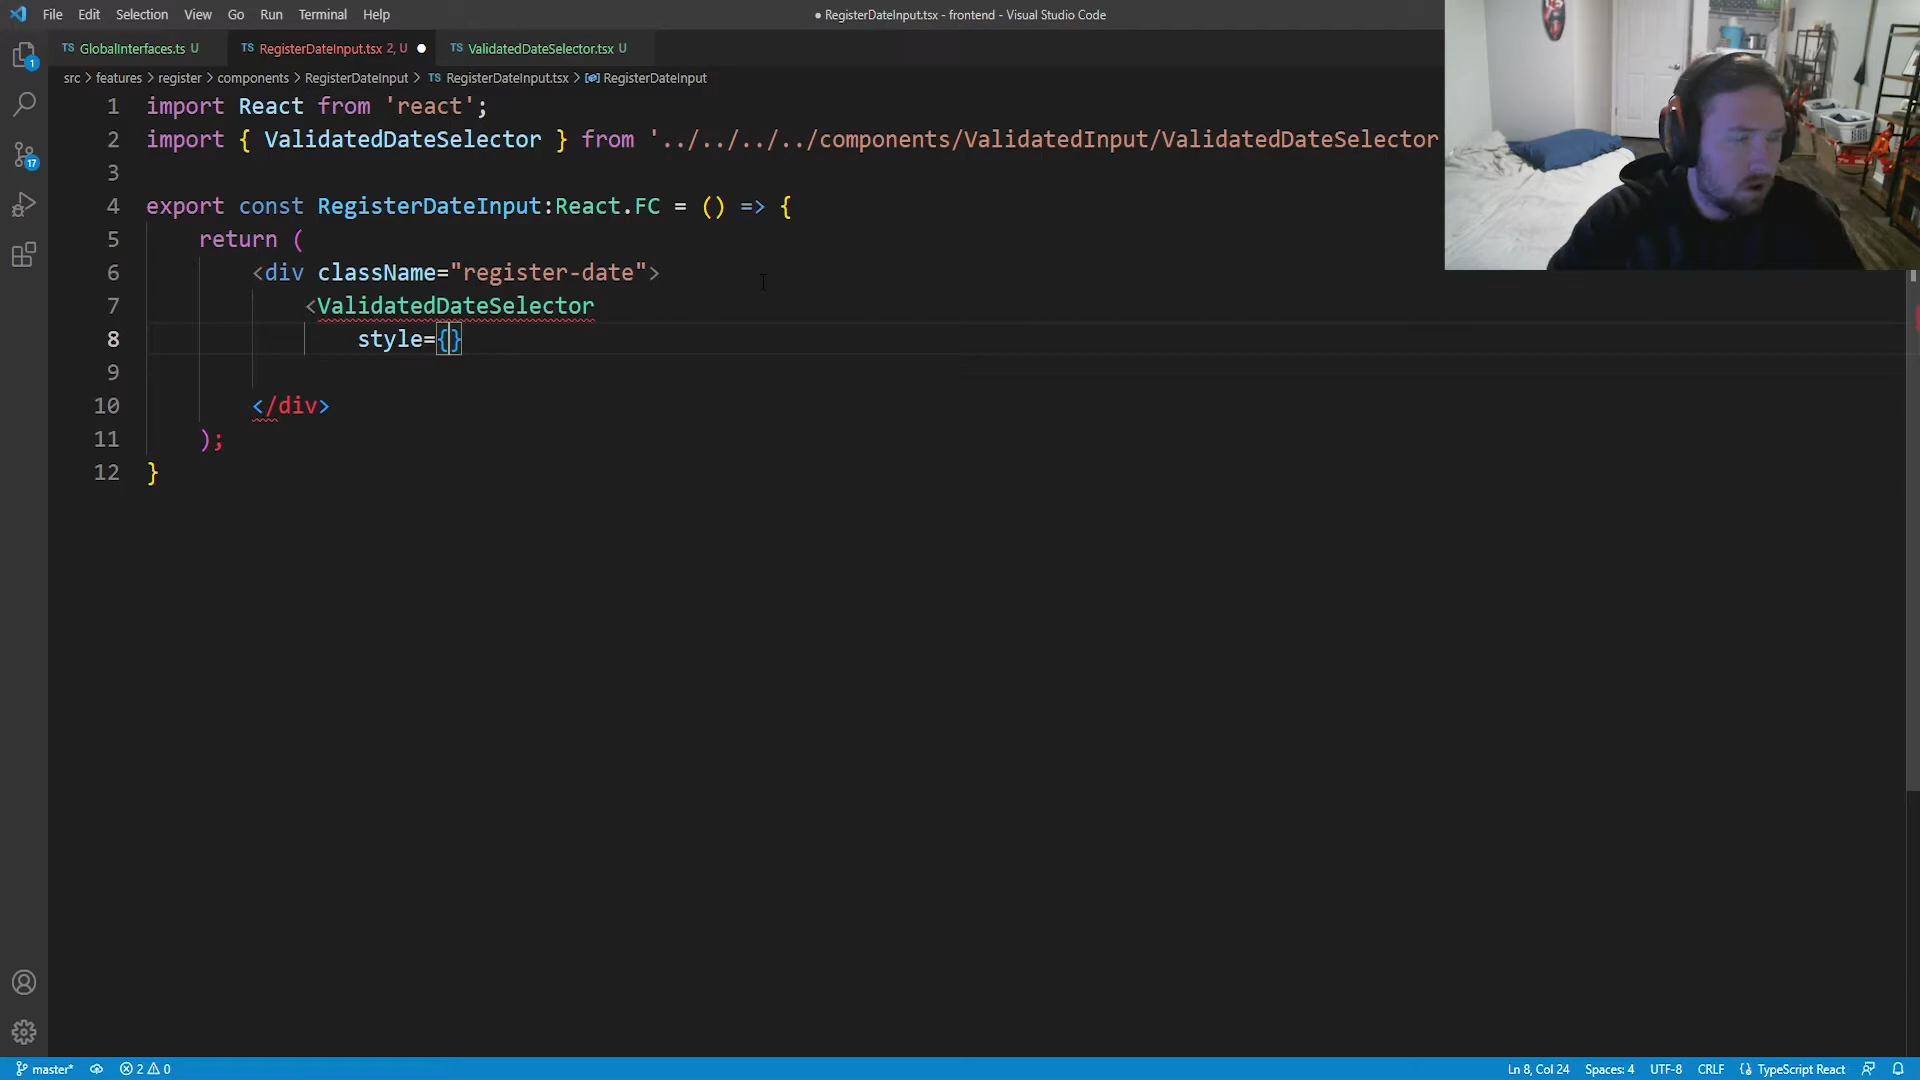 File Edit Selection View Go Run Terminal Help
● RegisterDateInput.tsx - frontend - Visual Studio Code
TS GlobalInterfaces.ts U
TS RegisterDateInput.tsx 2, U ●
TS ValidatedDateSelector.tsx U
src > features > register > components > RegisterDateInput > TS RegisterDateInput.tsx > RegisterDateInput
1 import React from 'react';
2 import { ValidatedDateSelector } from '../../../../components/ValidatedInput/ValidatedDateSelector'
3
4 export const RegisterDateInput:React.FC = () => {
5 return (
6 <div className="register-date">
7 <ValidatedDateSelector
8 style={}
9
10 </div>
11 );
12 }
1
17
master* 2 0
Ln 8, Col 24 Spaces: 4 UTF-8 CRLF {} TypeScript React